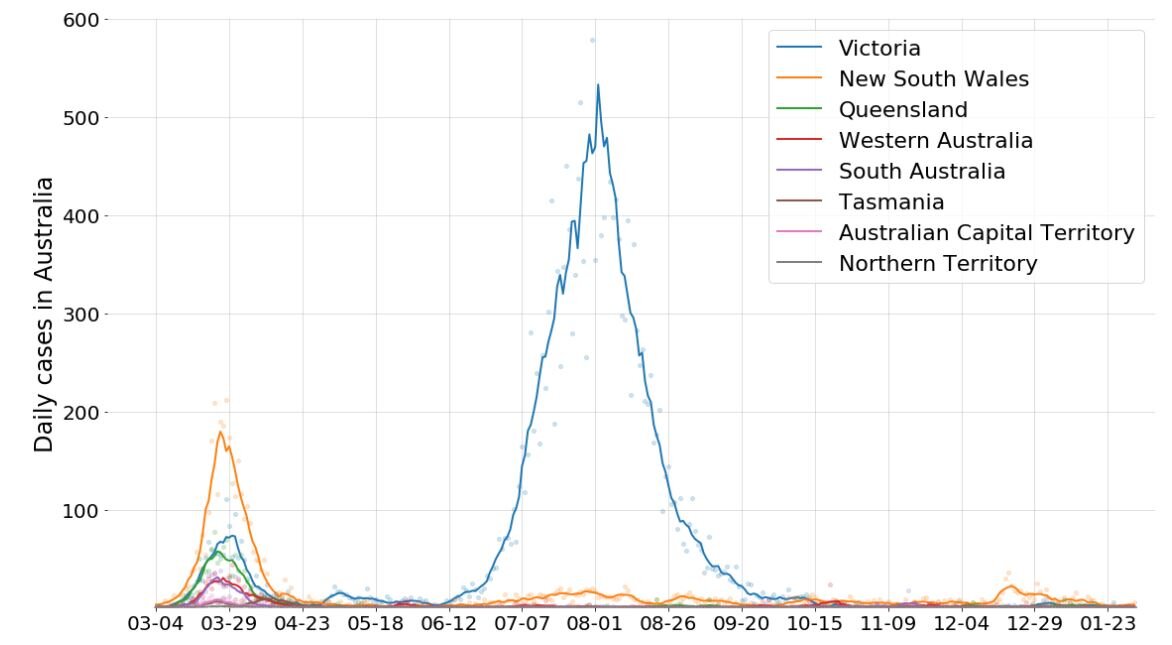 600
500
400
300
200
100
Daily cases in Australia
Victoria
New South Wales
Queensland
Western Australia
South Australia
Tasmania
Australian Capital Territory
Northern Territory
03-04 03-29 04-23 05-18 06-12 07-07 08-01 08-26 09-20 10-15 11-09 12-04 12-29 01-23